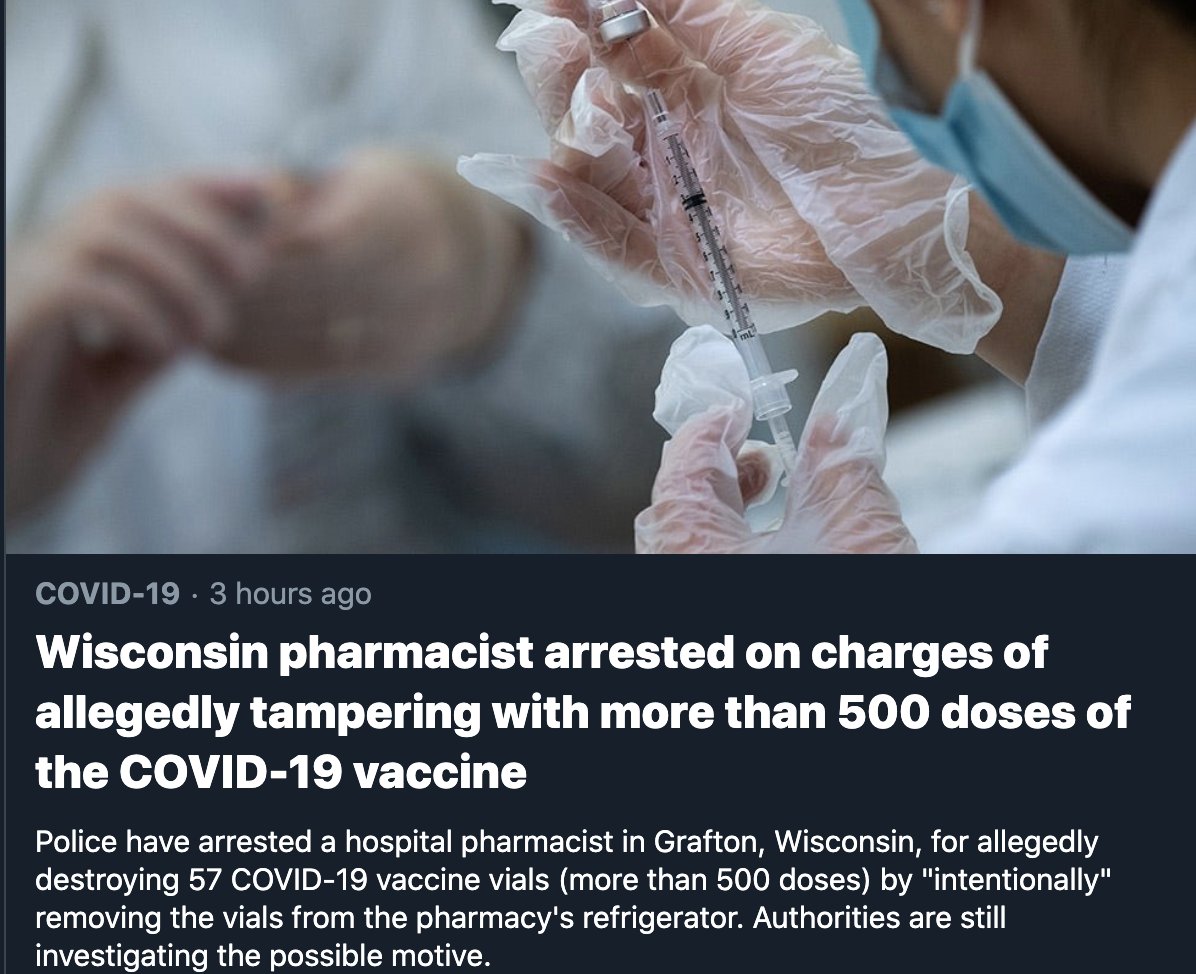 mL
COVID-19 · 3 hours ago
Wisconsin pharmacist arrested on charges of
allegedly tampering with more than 500 doses of
the COVID-19 vaccine
Police have arrested a hospital pharmacist in Grafton, Wisconsin, for allegedly
destroying 57 COVID-19 vaccine vials (more than 500 doses) by "intentionally"
removing the vials from the pharmacy's refrigerator. Authorities are still
investigating the possible motive.